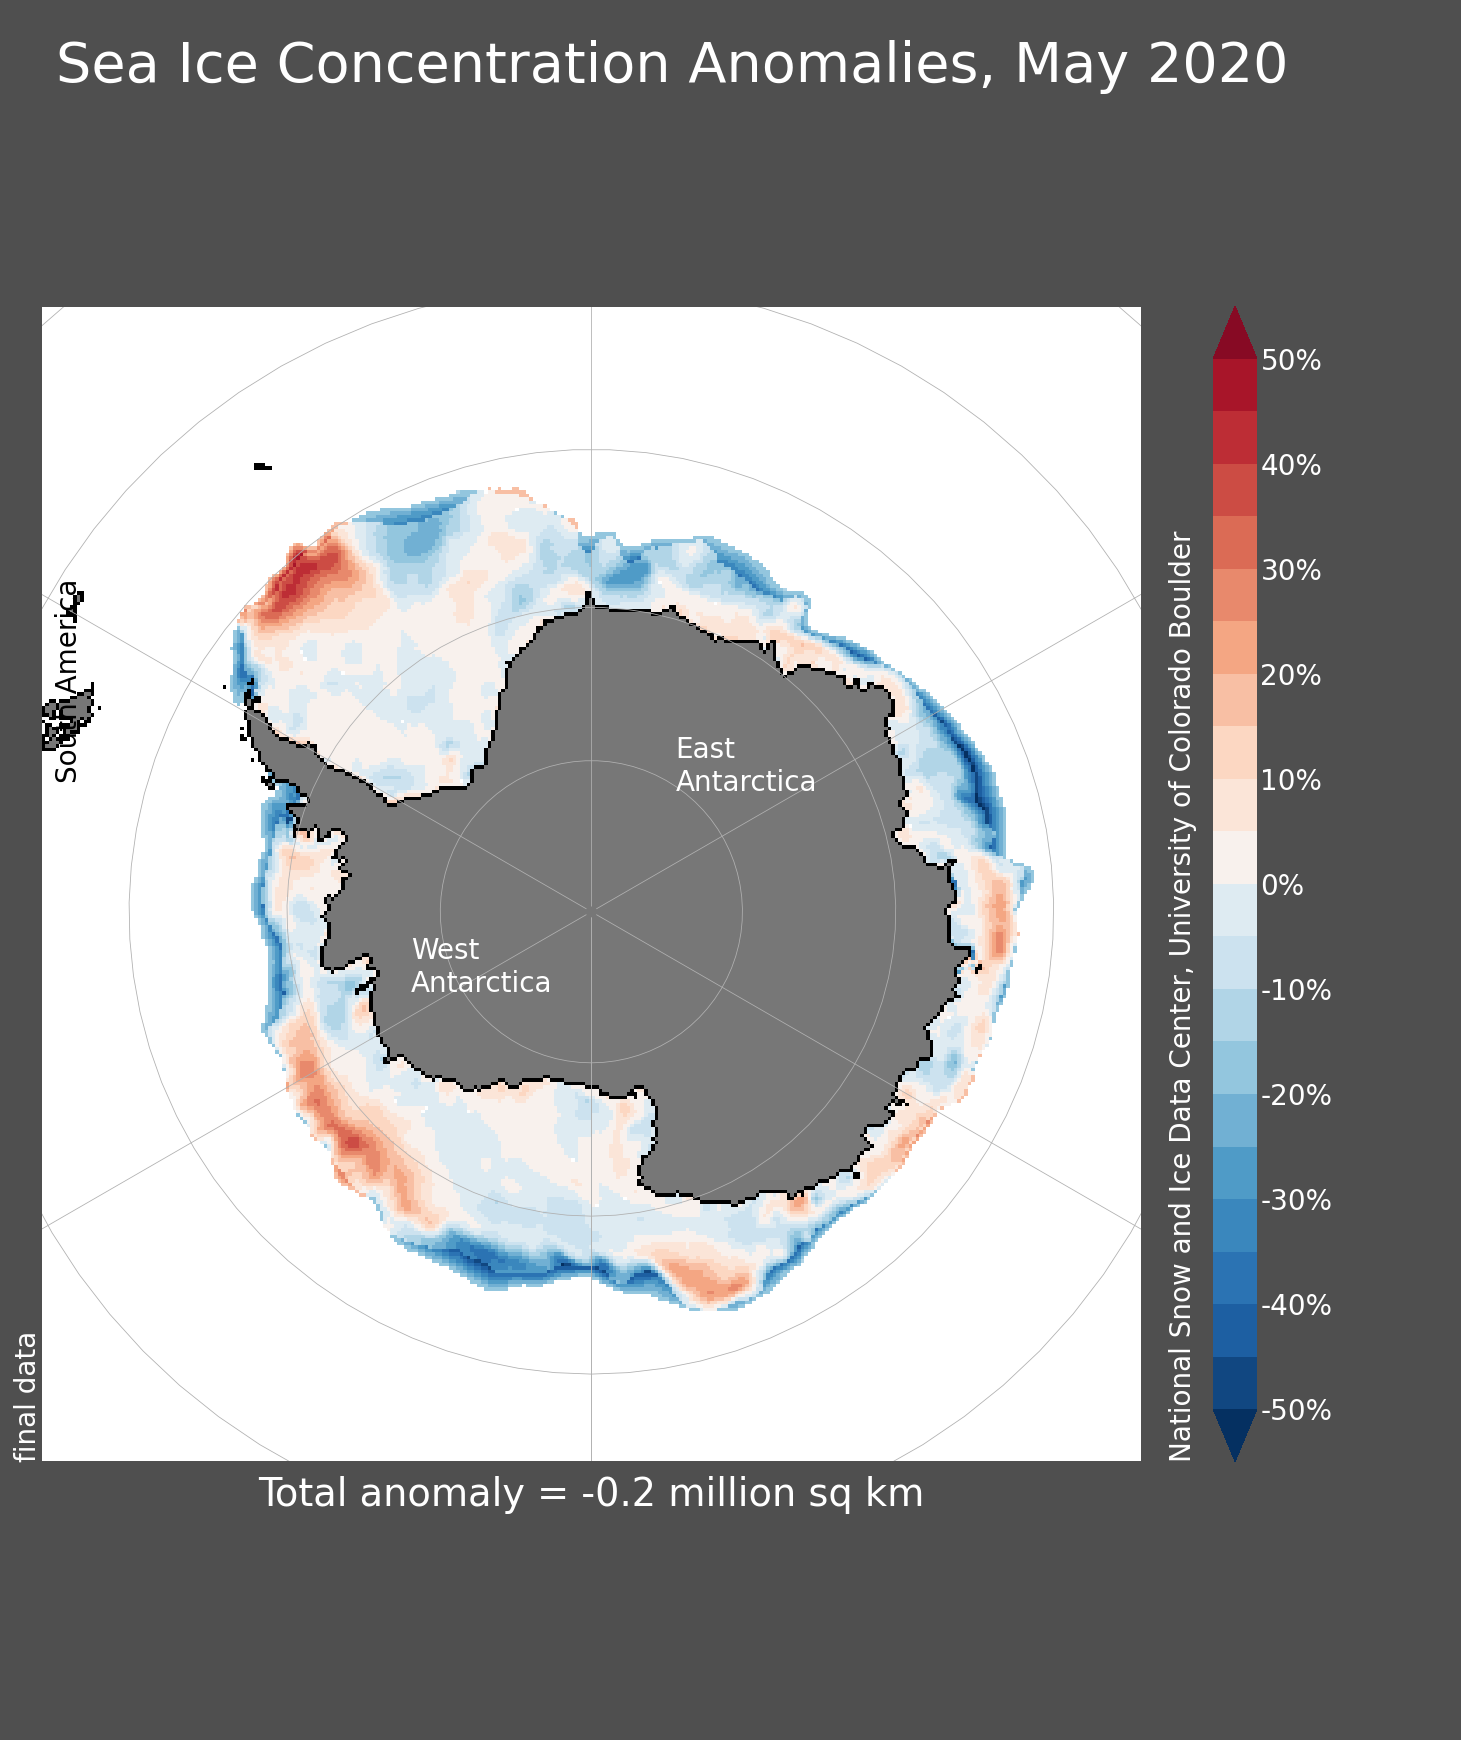 Sea Ice Concentration Anomalies, May 2020
South America
East
Antarctica
West
Antarctica
final data
National Snow and Ice Data Center, University of Colorado Boulder
50%
40%
30%
20%
10%
0%
-10%
-20%
-30%
-40%
-50%
Total anomaly = -0.2 million sq km